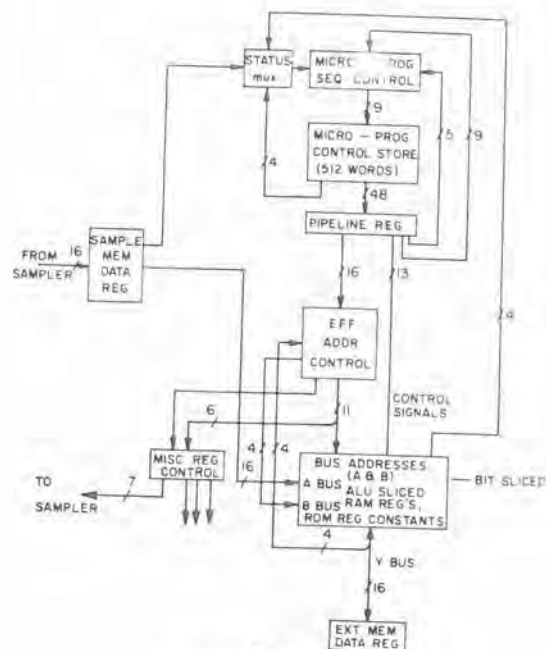 STATUS
mux
MICRO PROG
SEQ CONTROL
9
5
9
MICRO - PROG
CONTROL STORE
(512 WORDS)
4
48
PIPELINE REG
SAMPLE
MEM
DATA
REG
FROM
SAMPLER
16
16
13
4
EFF
ADDR
CONTROL
CONTROL
SIGNALS
6
11
4
4
MISC REG
CONTROL
16
BUS ADDRESSES
(A & B)
A BUS
ALU SLICED
RAM REG'S,
B BUS
ROM REG CONSTANTS
BIT SLICED
TO
SAMPLER
7
4
Y BUS
16
EXT MEM
DATA REG